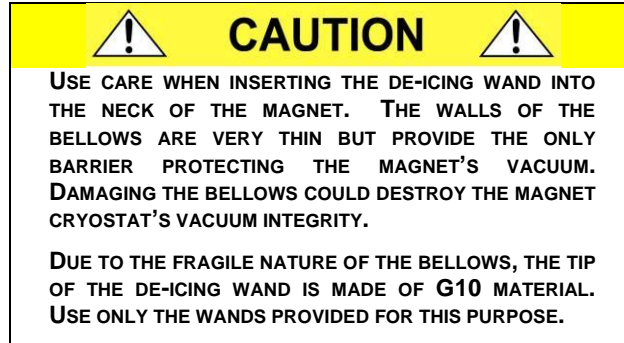 CAUTION
USE CARE WHEN INSERTING THE DE-ICING WAND INTO
THE NECK OF THE MAGNET. THE WALLS OF THE
BELLOWS ARE VERY THIN BUT PROVIDE THE ONLY
BARRIER PROTECTING THE MAGNET'S VACUUM.
DAMAGING THE BELLOWS COULD DESTROY THE MAGNET
CRYOSTAT'S VACUUM INTEGRITY.
DUE TO THE FRAGILE NATURE OF THE BELLOWS, THE TIP
OF THE DE-ICING WAND IS MADE OF G10 MATERIAL.
USE ONLY THE WANDS PROVIDED FOR THIS PURPOSE.